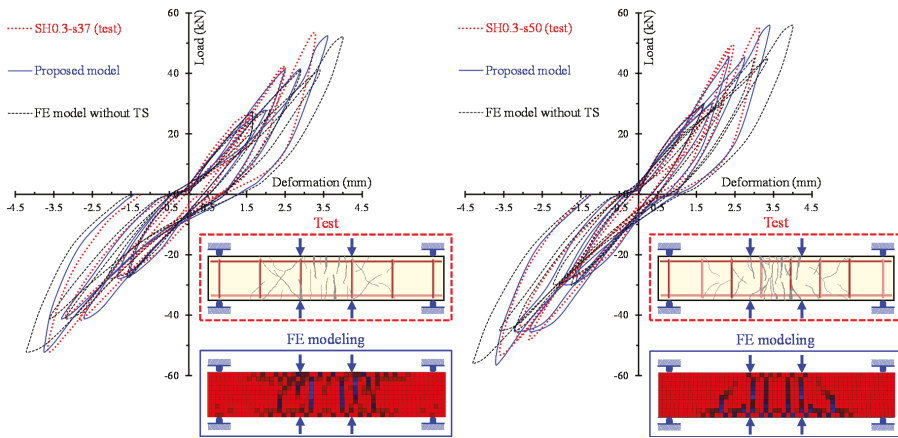 60
Load (kN)
SH0.3-s37 (test)
Proposed model
FE model without TS
40
20
0
Deformation (mm)
-4.5 -3.5 -2.5 -1.5 -0.5 0.5 1.5 2.5 3.5 4.5
-20
-40
-60
Test
FE modeling
60
Load (kN)
SH0.3-s50 (test)
Proposed model
FE model without TS
40
20
0
Deformation (mm)
-4.5 -3.5 -2.5 -1.5 -0.5 0.5 1.5 2.5 3.5 4.5
-20
-40
-60
Test
FE modeling